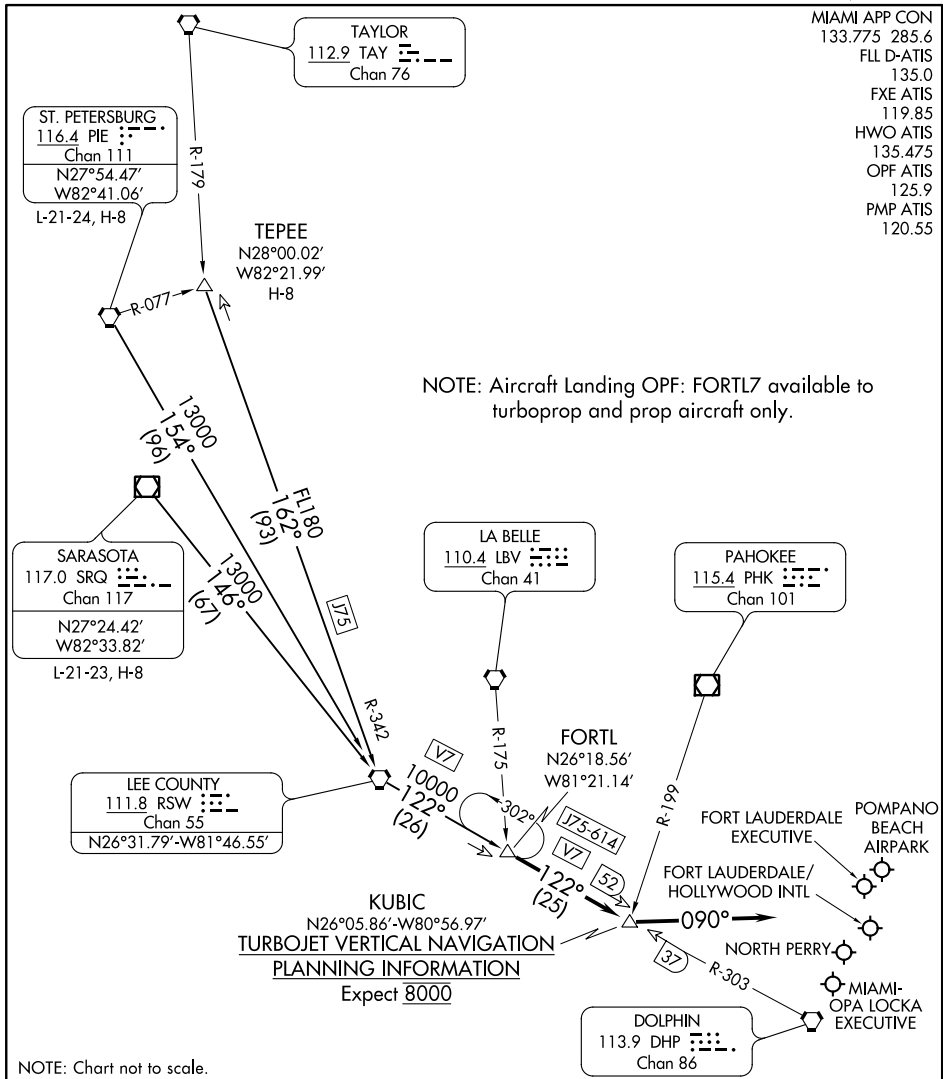 MIAMI APP CON
133.775 285.6
FLL D-ATIS
135.0
FXE ATIS
119.85
HWO ATIS
135.475
OPF ATIS
125.9
PMP ATIS
120.55
TAYLOR
112.9 TAY
Chan 76
ST. PETERSBURG
116.4 PIE
Chan 111
N27°54.47'
W82°41.06'
L-21-24, H-8
R-179
TEPEE
N28°00.02'
W82°21.99'
H-8
R-077
NOTE: Aircraft Landing OPF: FORTL7 available to
turboprop and prop aircraft only.
13000
154°
(96)
FL180
162°
(93)
J75
R-342
SARASOTA
117.0 SRQ
Chan 117
N27°24.42'
W82°33.82'
L-21-23, H-8
13000
146°
(67)
LA BELLE
110.4 LBV
Chan 41
PAHOKEE
115.4 PHK
Chan 101
R-175
R-199
FORTL
N26°18.56'
W81°21.14'
LEE COUNTY
111.8 RSW
Chan 55
N26°31.79'-W81°46.55'
V7
10000
122°
(26)
302°
J75-614
V7
122°
(25)
52
KUBIC
N26°05.86'-W80°56.97'
TURBOJET VERTICAL NAVIGATION
PLANNING INFORMATION
Expect 8000
090°
FORT LAUDERDALE
EXECUTIVE
POMPANO
BEACH
AIRPARK
FORT LAUDERDALE/
HOLLYWOOD INTL
NORTH PERRY
MIAMI-
OPA LOCKA
EXECUTIVE
37
R-303
DOLPHIN
113.9 DHP
Chan 86
NOTE: Chart not to scale.